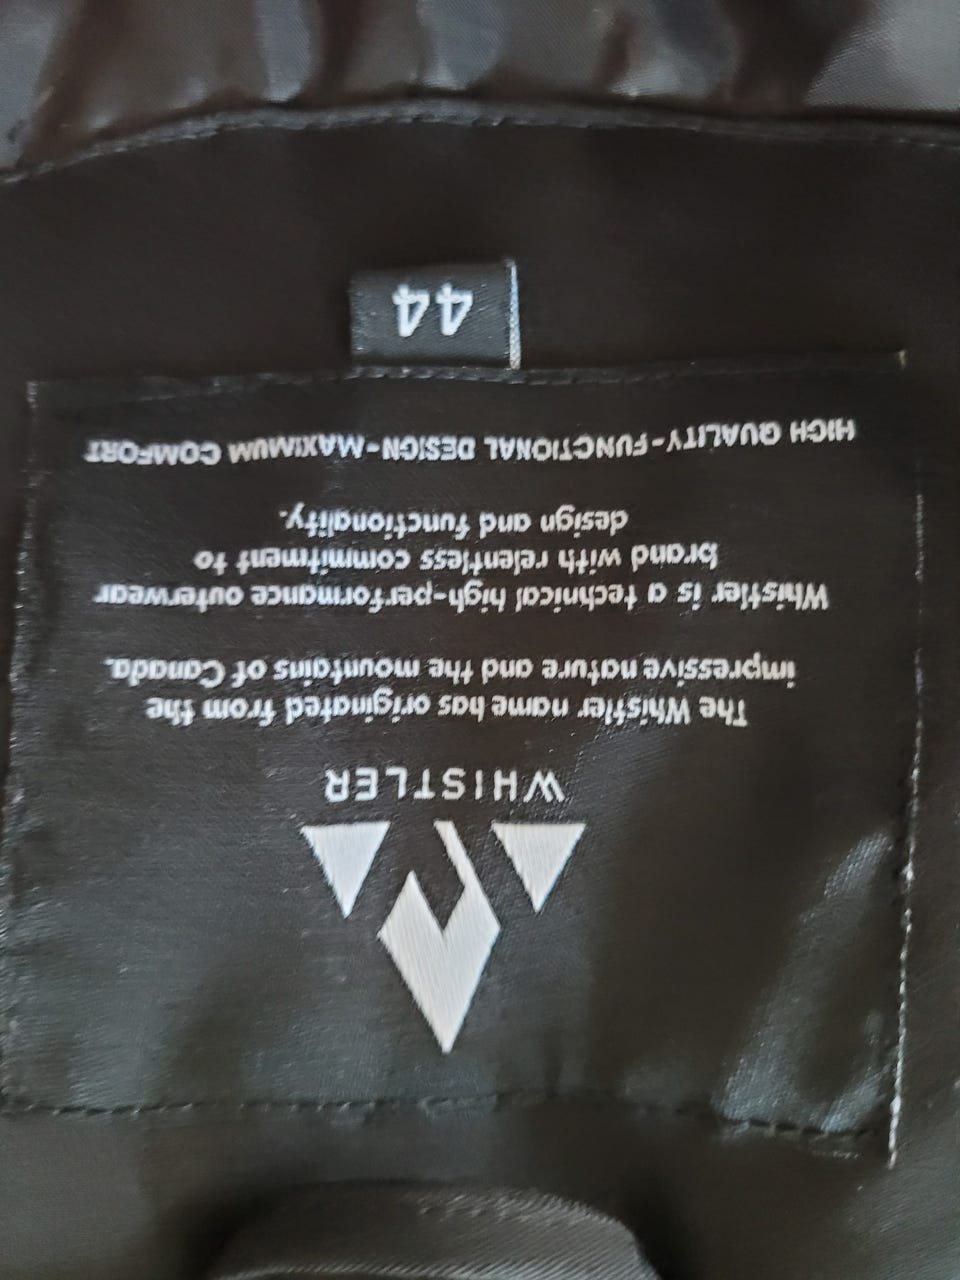 WHISTLER
The Whistler name has originated from the
impressive nature and the mountains of Canada.
Whistler is a technical high-performance outerwear
brand with relentless commitment to
design and functionality.
HIGH QUALITY-FUNCTIONAL DESIGN-MAXIMUM COMFORT
44